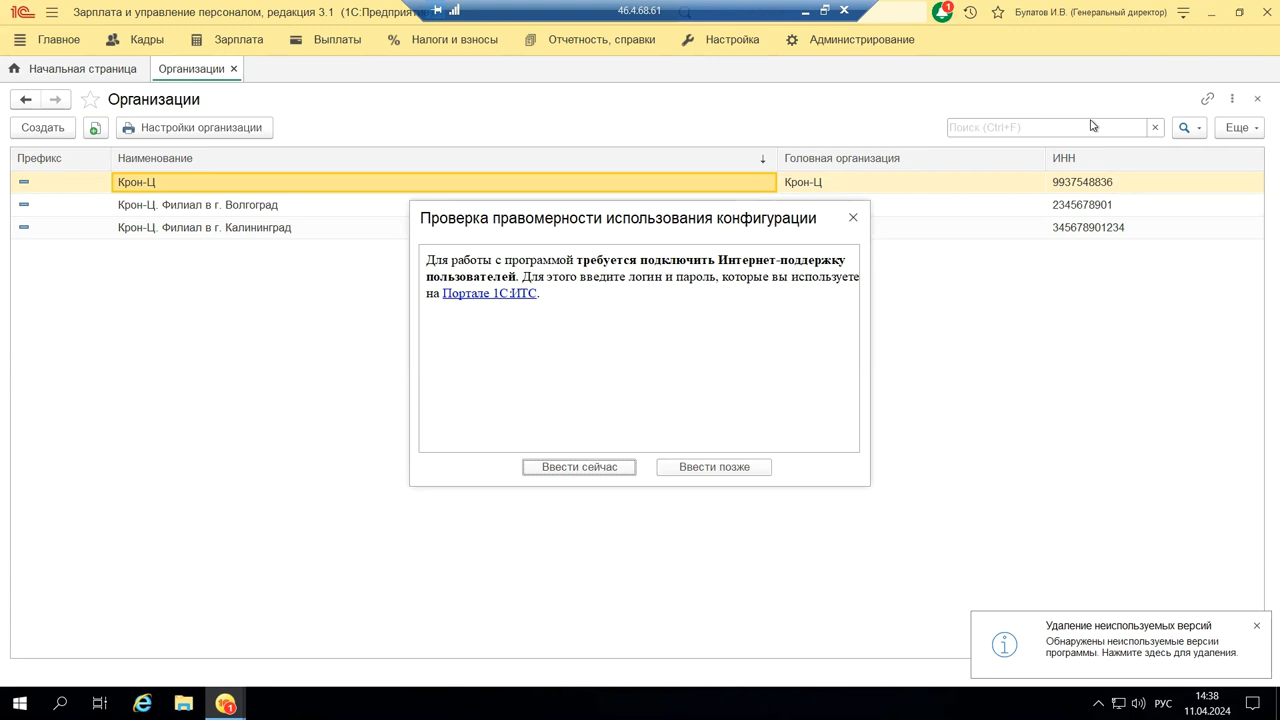 Зарплата и управление персоналом, редакция 3.1 (1С:Предприятие
46.4.68.61
1
Булатов И.В. (Генеральный директор)
Главное
Кадры
Зарплата
Выплаты
Налоги и взносы
Отчетность, справки
Настройка
Администрирование
Начальная страница
Организации
Организации
Создать
Настройки организации
Поиск (Ctrl+F)
Еще
Префикс Наименование Головная организация ИНН
Крон-Ц Крон-Ц 9937548836
Крон-Ц. Филиал в г. Волгоград 2345678901
Крон-Ц. Филиал в г. Калининград 345678901234
Проверка правомерности использования конфигурации
Для работы с программой требуется подключить Интернет-поддержку
пользователей. Для этого введите логин и пароль, которые вы используете
на Портале 1С:ИТС.
Ввести сейчас
Ввести позже
Удаление неиспользуемых версий
Обнаружены неиспользуемые версии
программы. Нажмите здесь для удаления.
РУС
14:38
11.04.2024